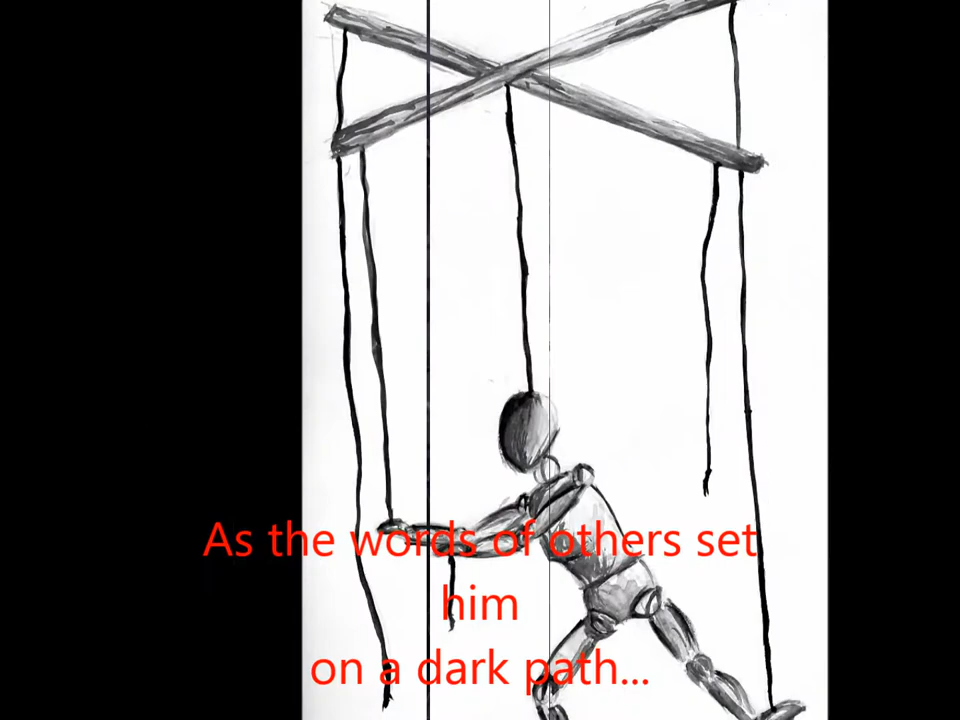 As the words of others set
him
on a dark path...